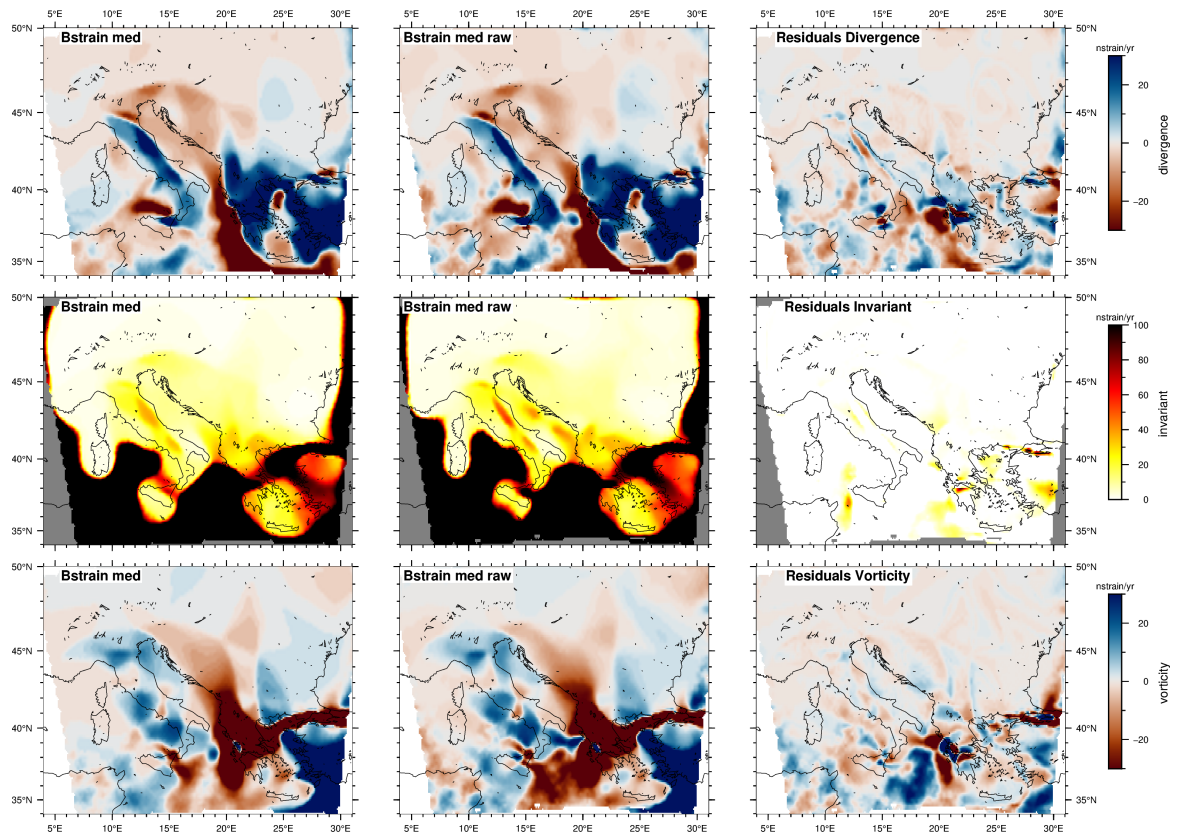 5°E 10°E 15°E 20°E 25°E 30°E 5°E 10°E 15°E 20°E 25°E 30°E 5°E 10°E 15°E 20°E 25°E 30°E
50°N Bstrain med Bstrain med raw Residuals Divergence 50°N
nstrain/yr
45°N 45°N
40°N 40°N
35°N 35°N
20
0
−20
divergence
50°N Bstrain med Bstrain med raw Residuals Invariant 50°N
nstrain/yr
45°N 45°N
40°N 40°N
35°N 35°N
100
80
60
40
20
0
invariant
50°N Bstrain med Bstrain med raw Residuals Vorticity 50°N
nstrain/yr
45°N 45°N
40°N 40°N
35°N 35°N
20
0
−20
vorticity
5°E 10°E 15°E 20°E 25°E 30°E 5°E 10°E 15°E 20°E 25°E 30°E 5°E 10°E 15°E 20°E 25°E 30°E